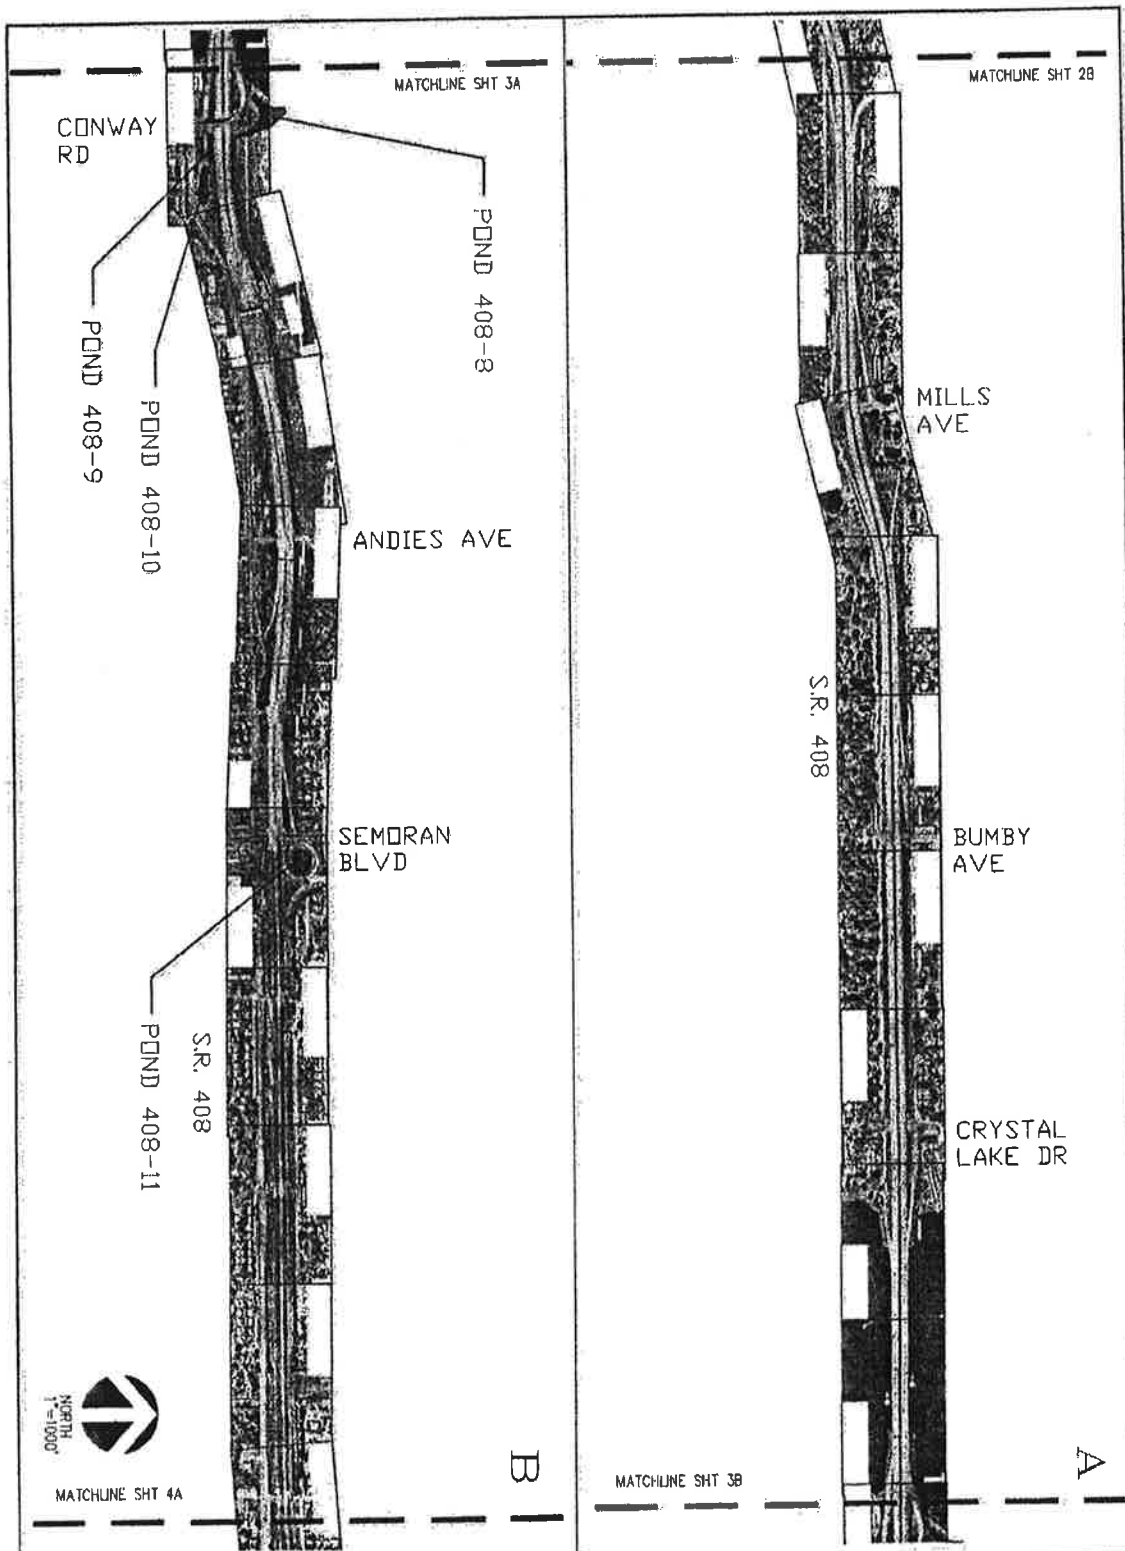 MATCHLINE SHT 3A
CONWAY
RD
POND 408-8
POND 408-9
POND 408-10
ANDIES AVE
SEMORAN
BLVD
POND 408-11
S.R. 408
NORTH
1"=1000'
MATCHLINE SHT 4A
B
MATCHLINE SHT 2B
MILLS
AVE
S.R. 408
BUMBY
AVE
CRYSTAL
LAKE DR
MATCHLINE SHT 3B
A